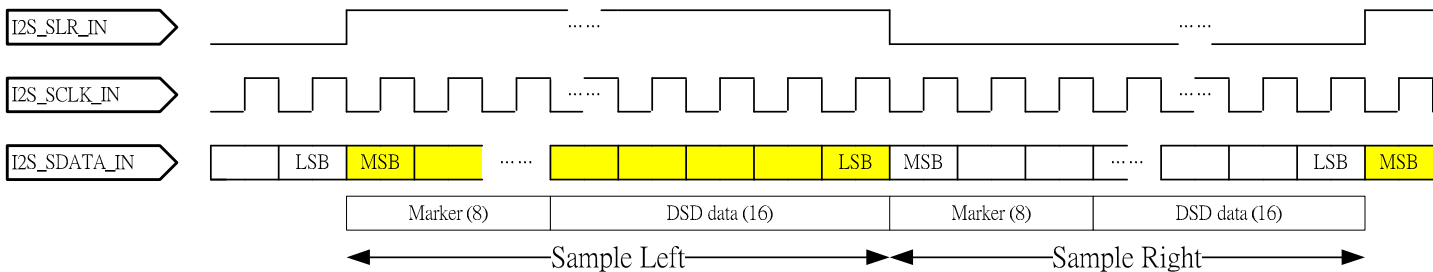 I2S_SLR_IN
...... ......
I2S_SCLK_IN
...... ......
I2S_SDATA_IN
LSB MSB ...... LSB MSB ...... LSB MSB
Marker (8) DSD data (16) Marker (8) DSD data (16)
Sample Left Sample Right